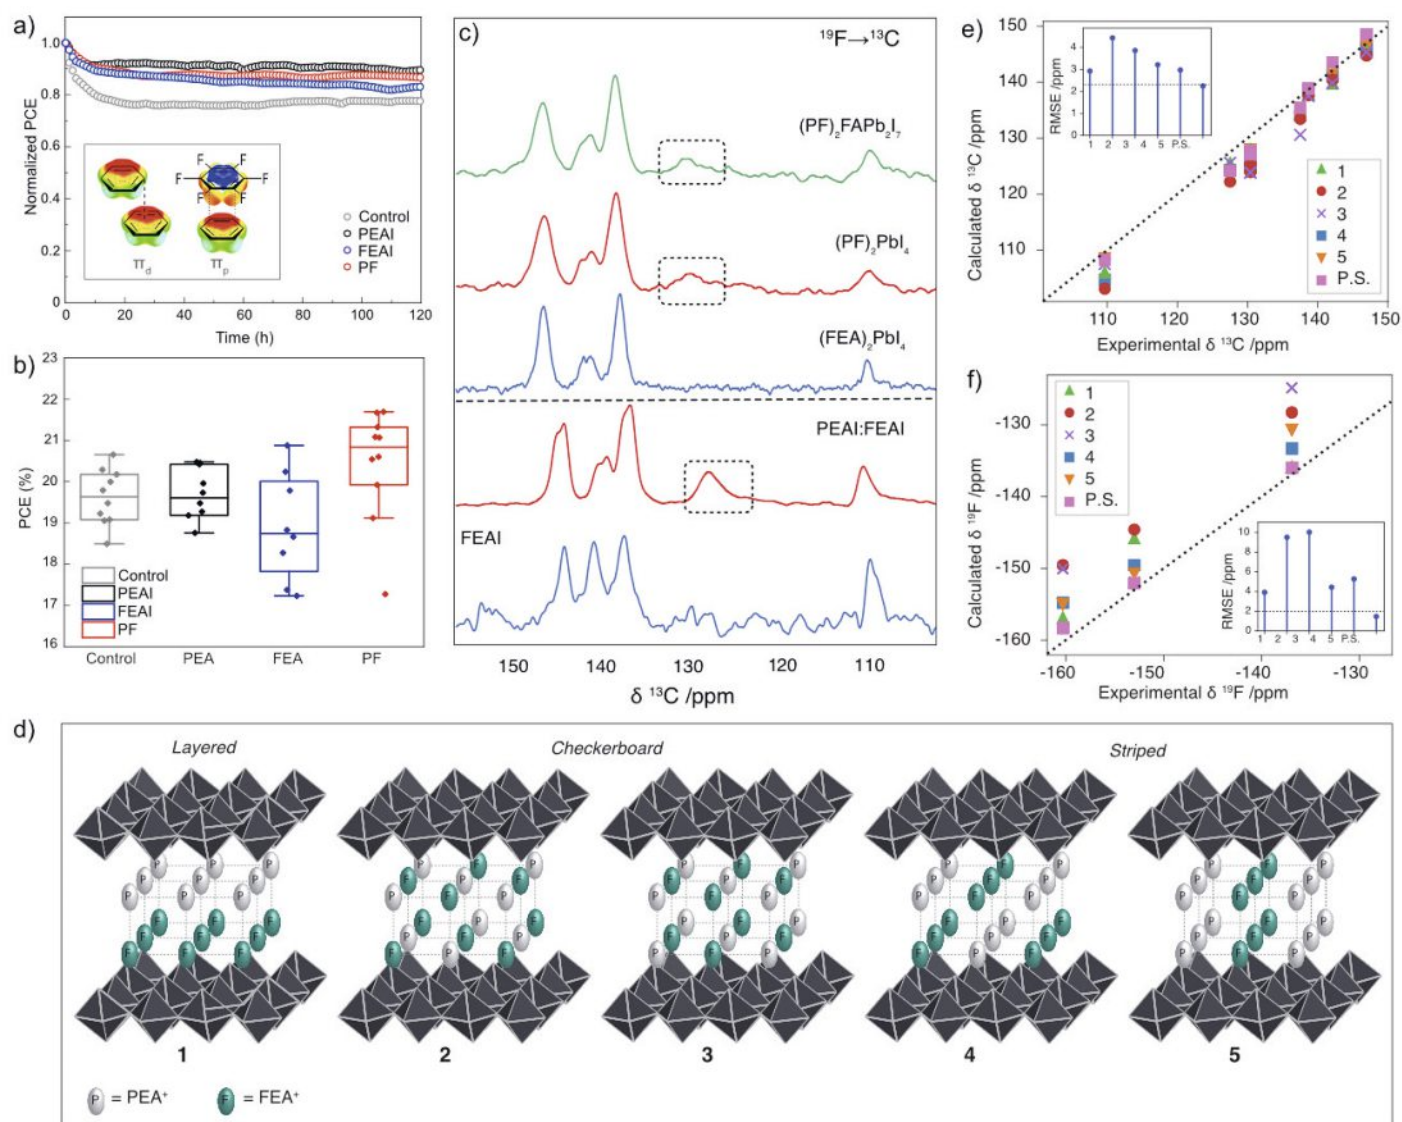 a)
Normalized PCE
1.0
0.8
0.6
0.4
0.2
0
0 20 40 60 80 100 120
Time (h)
F F
F F
F F
π_d π_p
Control
PEAI
FEAI
PF
b)
PCE (%)
23
22
21
20
19
18
17
16
Control
PEAI
FEAI
PF
Control PEA FEA PF
c)
¹⁹F→¹³C
(PF)₂FAPb₂I₇
(PF)₂PbI₄
(FEA)₂PbI₄
PEAI:FEAI
FEAI
150 140 130 120 110
δ ¹³C /ppm
e)
Calculated δ ¹³C /ppm
150
140
130
120
110
RMSE /ppm
4
3
2
1
0
1 2 3 4 5 P.S.
1
2
3
4
5
P.S.
110 120 130 140 150
Experimental δ ¹³C /ppm
f)
Calculated δ ¹⁹F /ppm
-130
-140
-150
-160
1
2
3
4
5
P.S.
RMSE /ppm
10
8
6
4
2
0
1 2 3 4 5 P.S.
-160 -150 -140 -130
Experimental δ ¹⁹F /ppm
d)
Layered Checkerboard Striped
1 2 3 4 5
P = PEA⁺ F = FEA⁺